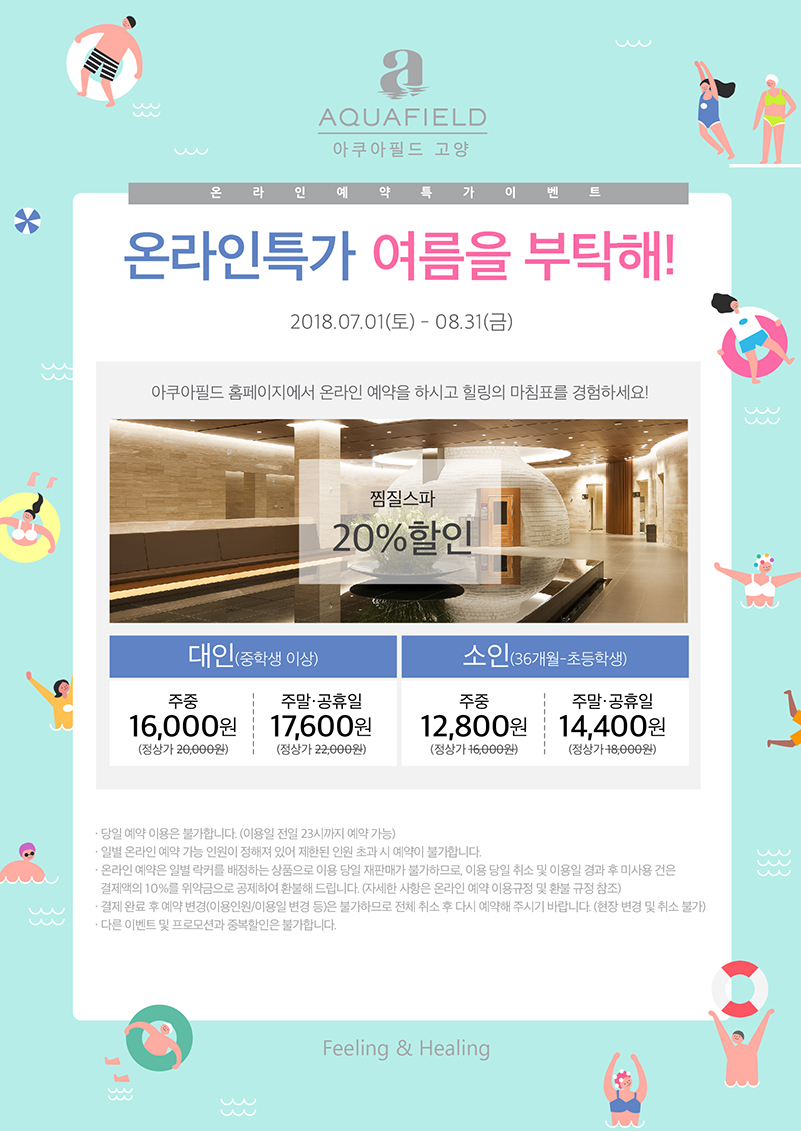 a
AQUAFIELD
아쿠아필드 고양
온라인예약특가이벤트
온라인특가 여름을 부탁해!
2018.07.01(토) - 08.31(금)
아쿠아필드 홈페이지에서 온라인 예약을 하시고 힐링의 마침표를 경험하세요!
찜질스파
20%할인
대인(중학생 이상)
소인(36개월-초등학생)
주중
주말·공휴일
주중
주말·공휴일
16,000원
17,600원
12,800원
14,400원
(정상가 20,000원)
(정상가 22,000원)
(정상가 16,000원)
(정상가 18,000원)
· 당일 예약 이용은 불가합니다. (이용일 전일 23시까지 예약 가능)
· 일별 온라인 예약 가능 인원이 정해져 있어 제한된 인원 초과 시 예약이 불가합니다.
· 온라인 예약은 일별 락커를 배정하는 상품으로 이용 당일 재판매가 불가하므로, 이용 당일 취소 및 이용일 경과 후 미사용 건은
결제액의 10%를 위약금으로 공제하여 환불해 드립니다. (자세한 사항은 온라인 예약 이용규정 및 환불 규정 참조)
· 결제 완료 후 예약 변경(이용인원/이용일 변경 등)은 불가하므로 전체 취소 후 다시 예약해 주시기 바랍니다. (현장 변경 및 취소 불가)
· 다른 이벤트 및 프로모션과 중복할인은 불가합니다.
Feeling & Healing